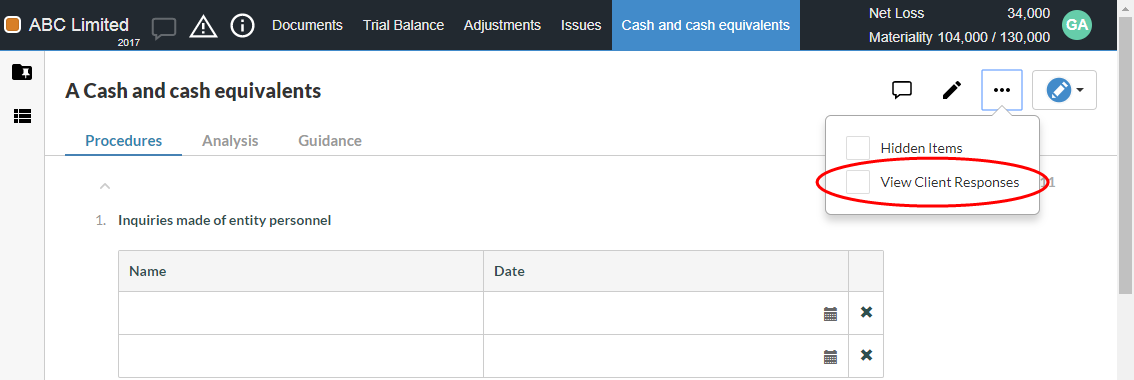 ABC Limited
2017
Documents
Trial Balance
Adjustments
Issues
Cash and cash equivalents
Net Loss 34,000
Materiality 104,000 / 130,000
GA
A Cash and cash equivalents
Procedures
Analysis
Guidance
Hidden Items
View Client Responses
1. Inquiries made of entity personnel
Name
Date